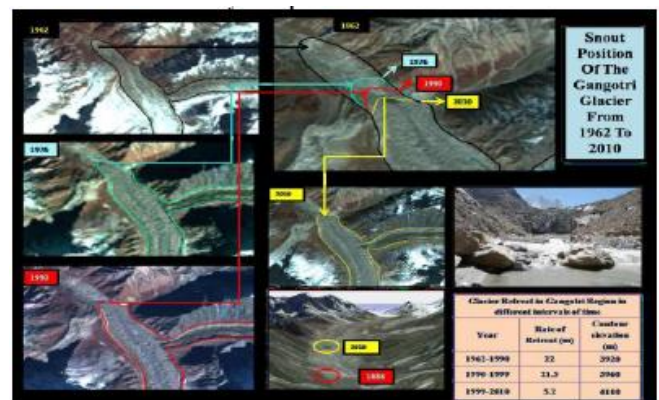 1962
1962
1976
1990
2010
Snout
Position
Of The
Gangotri
Glacier
From
1962 To
2010
1976
2010
1990
2010
Glacier Retreat in Gangotri Region in
different intervals of time
Year
Rate of
Retreat (m)
Contour
elevation
(m)
1962-1990 22 3920
1990-1999 3960
1999-2010 5.2